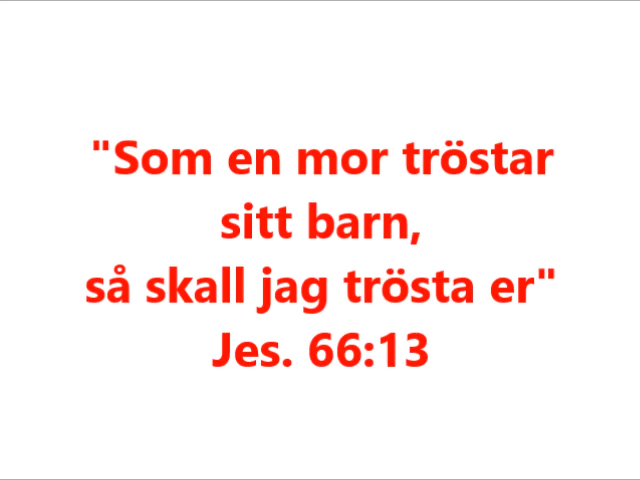 "Som en mor tröstar
sitt barn,
så skall jag trösta er"
Jes. 66:13